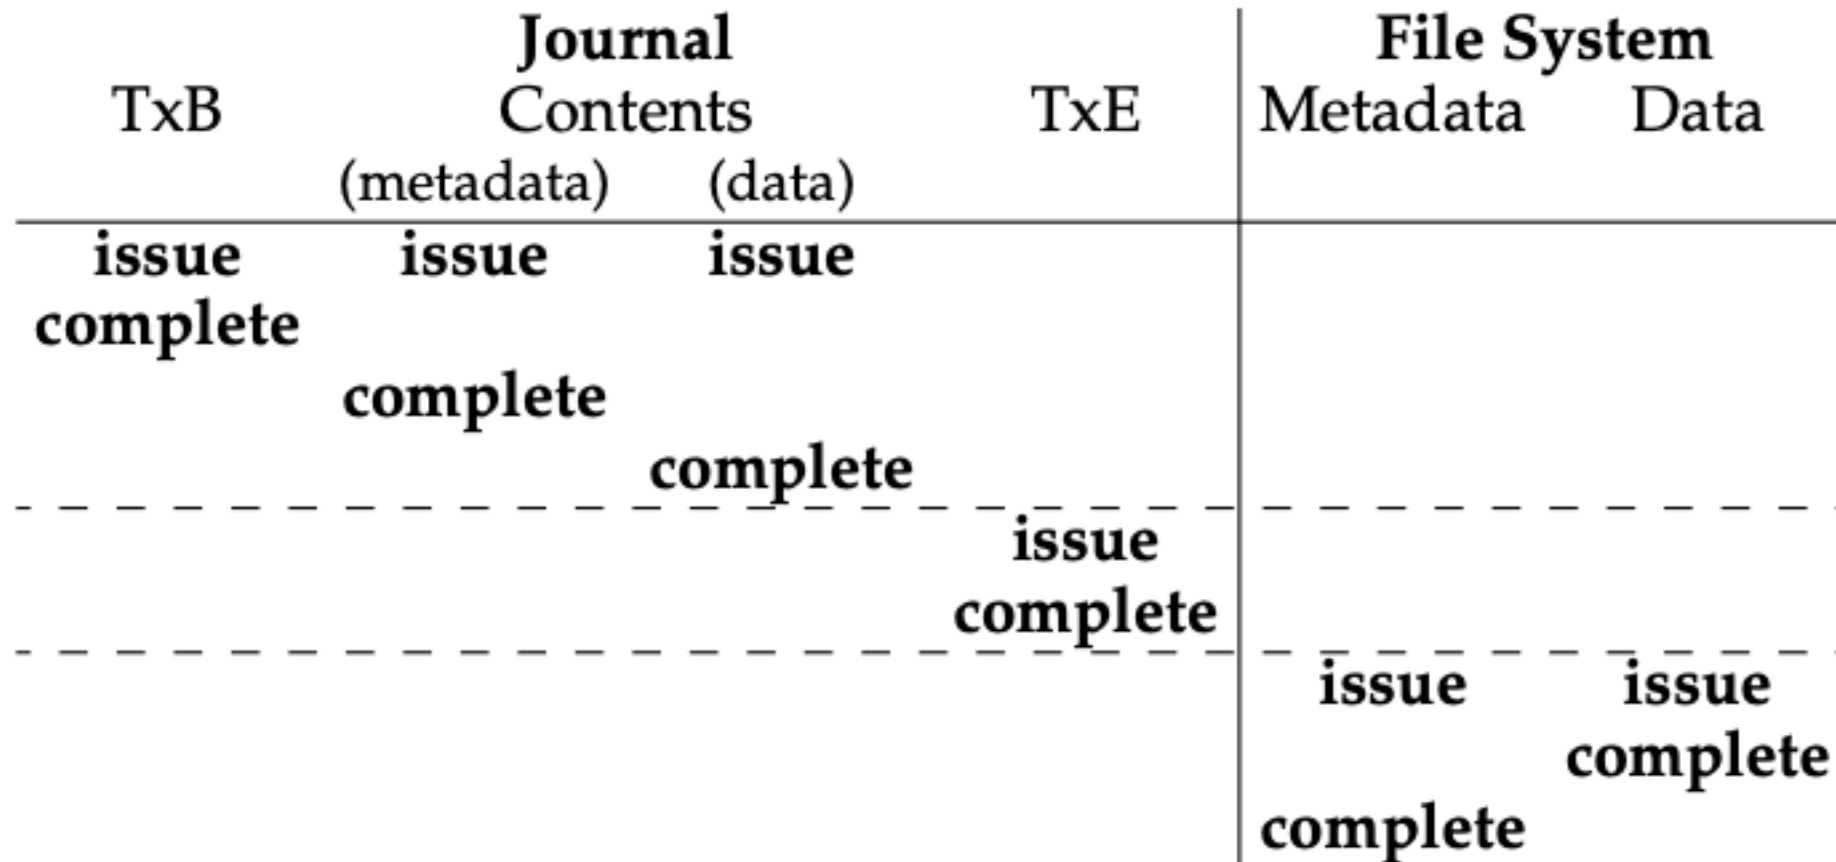 Journal File System
TxB Contents TxE Metadata Data
(metadata) (data)
issue issue issue
complete
complete
complete
issue
complete
issue issue
complete
complete